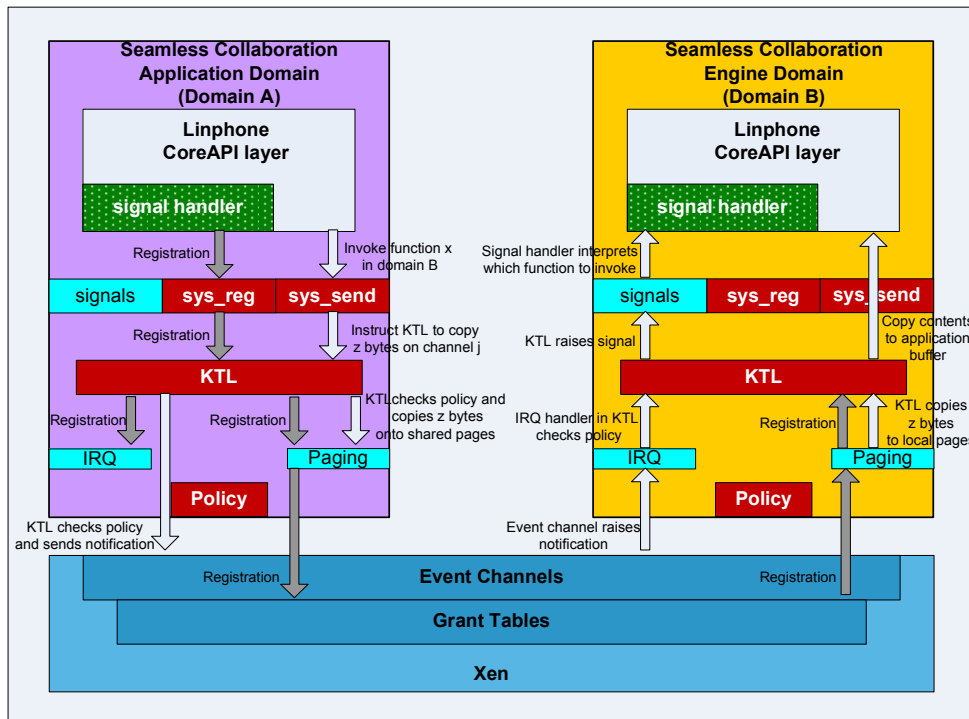 Seamless Collaboration
Application Domain
(Domain A)
Linphone
CoreAPI layer
signal handler
Registration
Invoke function x
in domain B
signals
sys_reg
sys_send
Registration
Instruct KTL to copy
z bytes on channel j
KTL
Registration
Registration
KTLchecks policy and
copies z bytes
onto shared pages
IRQ
Paging
Policy
KTL checks policy
and sends notification
Registration
Seamless Collaboration
Engine Domain
(Domain B)
Linphone
CoreAPI layer
signal handler
Signal handler interprets
which function to invoke
signals
sys_reg
sys_send
KTL raises signal
Copy contents
to application
buffer
KTL
IRQ handler in KTL
checks policy
Registration
KTL copies
z bytes
to local pages
IRQ
Paging
Policy
Event channel raises
notification
Registration
Event Channels
Grant Tables
Xen